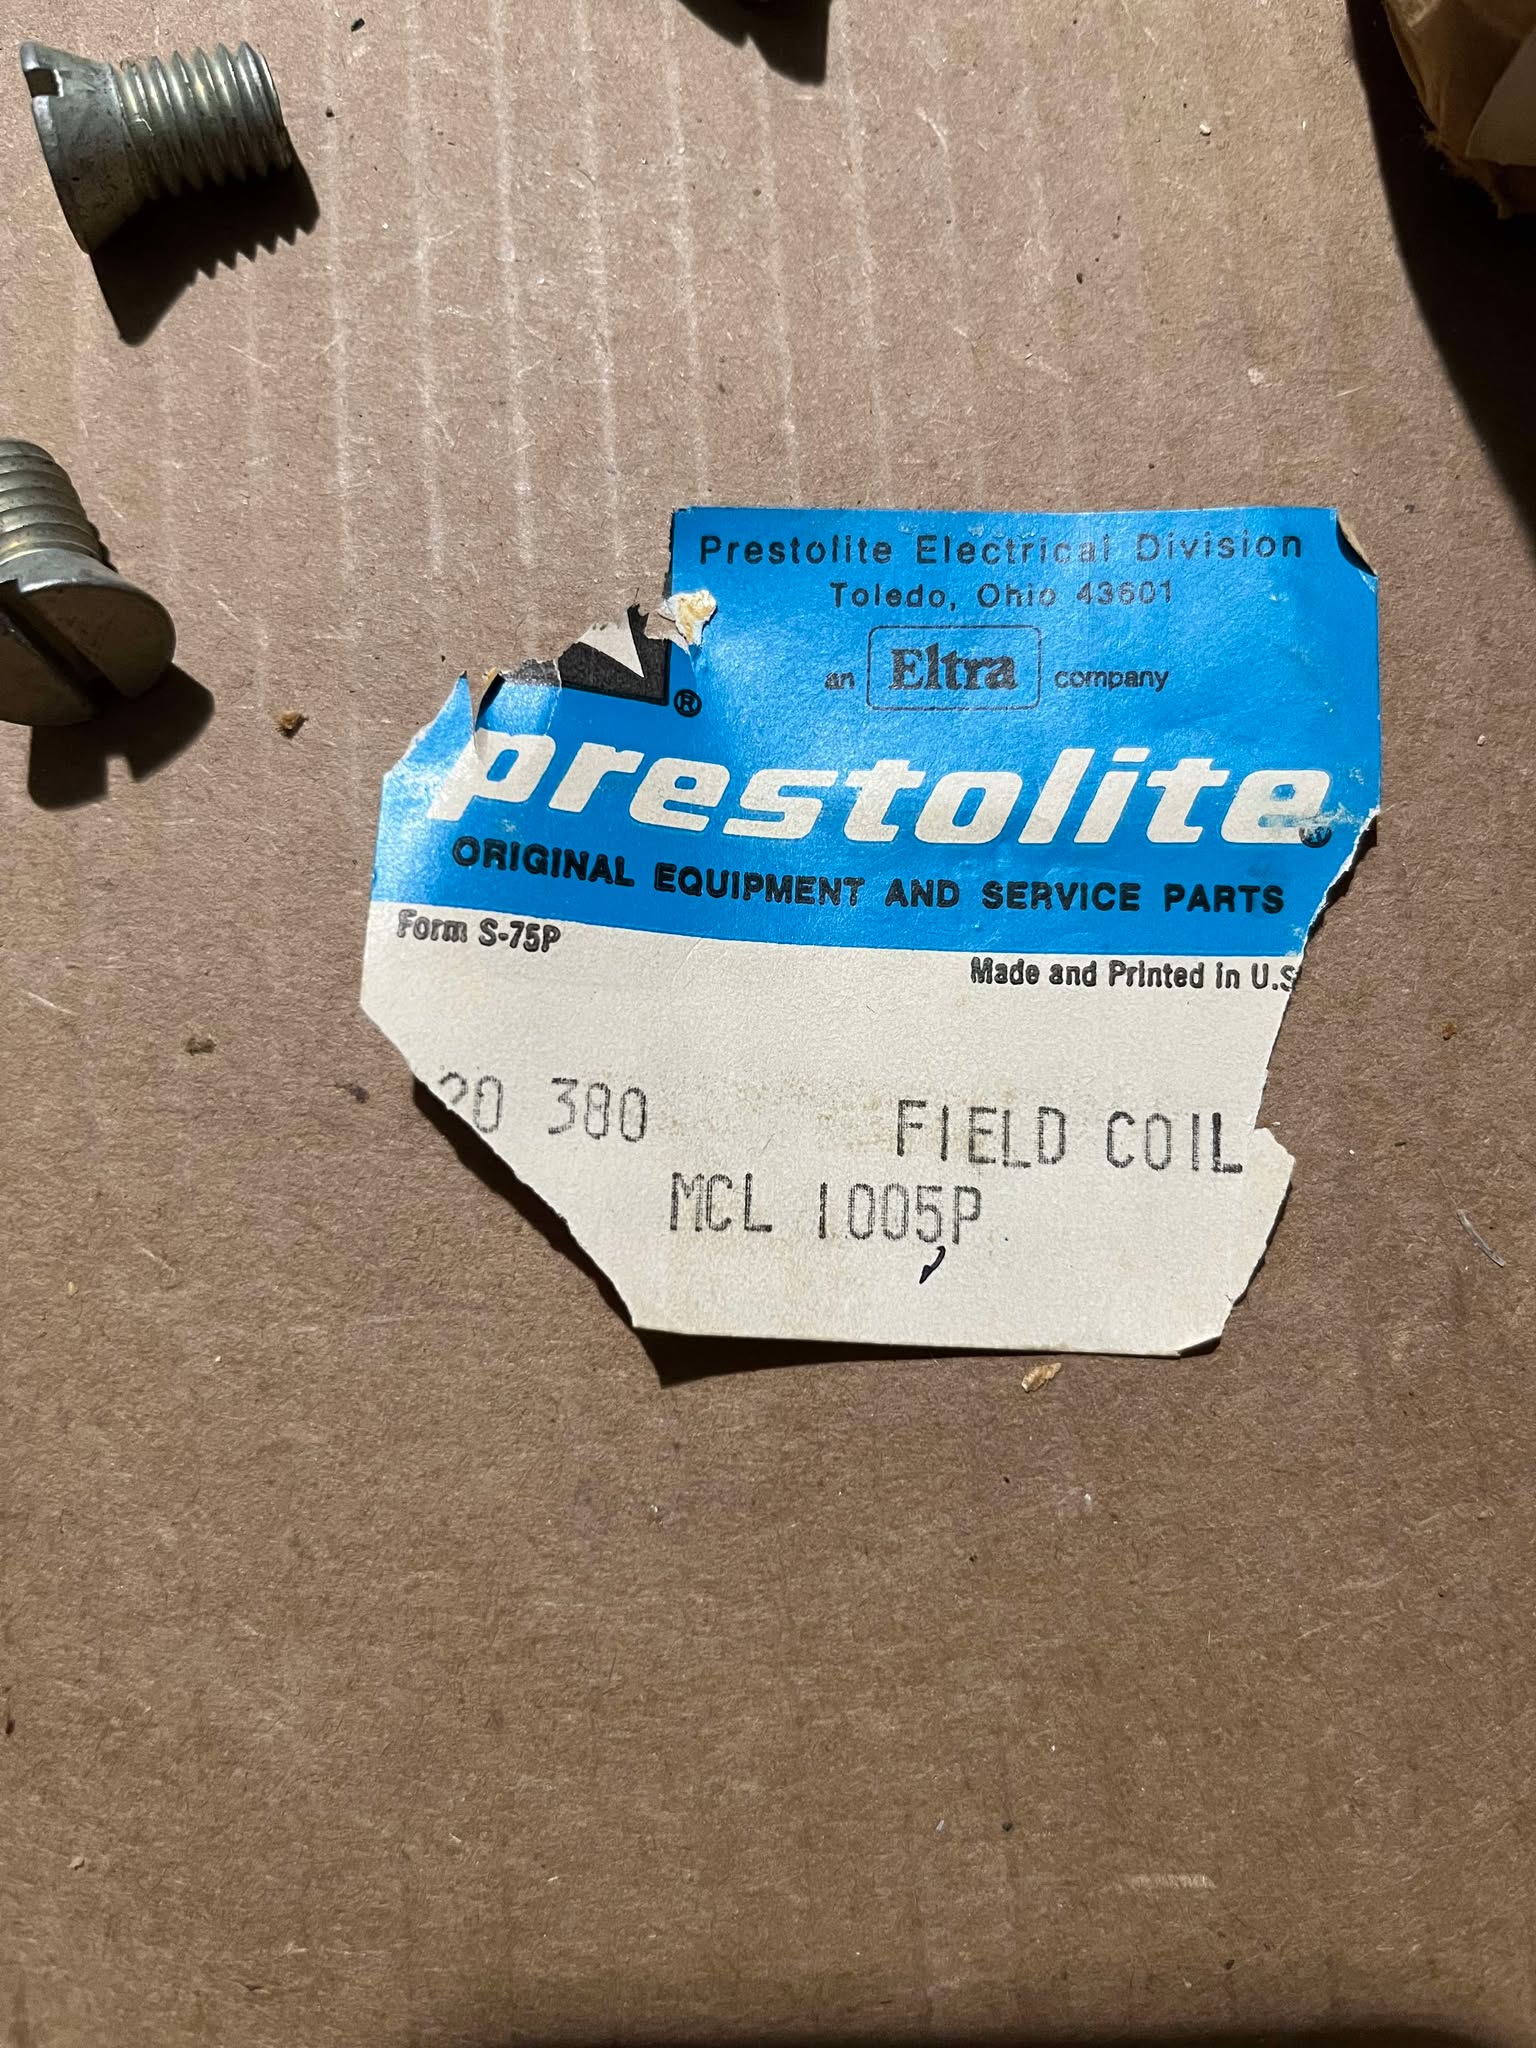 Prestolite Electrical Division
Toledo, Ohio 43601
an Eltra company
®
prestolite®
ORIGINAL EQUIPMENT AND SERVICE PARTS
Form S-75P
Made and Printed in U.S
20 380 FIELD COIL
MCL 1005P